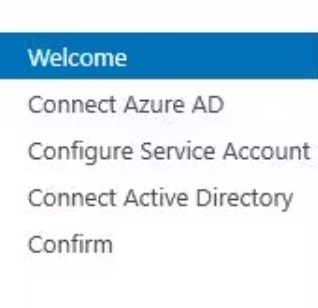 Welcome
Connect Azure AD
Configure Service Account
Connect Active Directory
Confirm